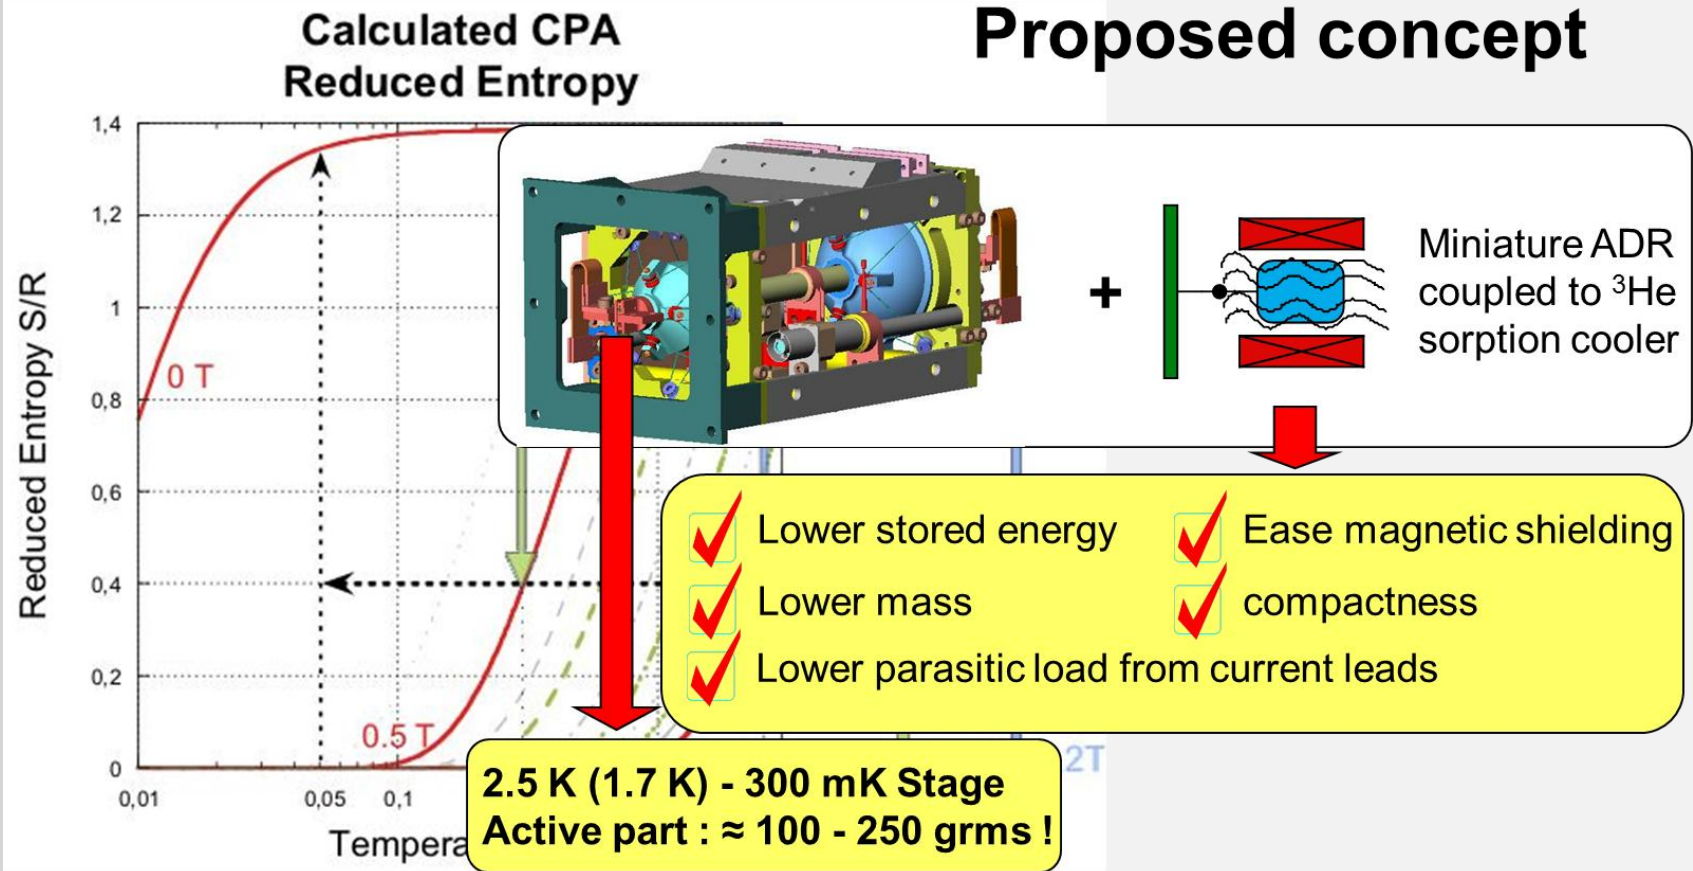 Calculated CPA
Reduced Entropy
Proposed concept
Reduced Entropy S/R
1,4
1,2
1
0,8
0,6
0,4
0,2
0
0 T
0.5 T
0,01
0,05
0,1
Tempera
2T
+
Miniature ADR
coupled to ³He
sorption cooler
Lower stored energy
Ease magnetic shielding
Lower mass
compactness
Lower parasitic load from current leads
2.5 K (1.7 K) - 300 mK Stage
Active part : ≈ 100 - 250 grms !